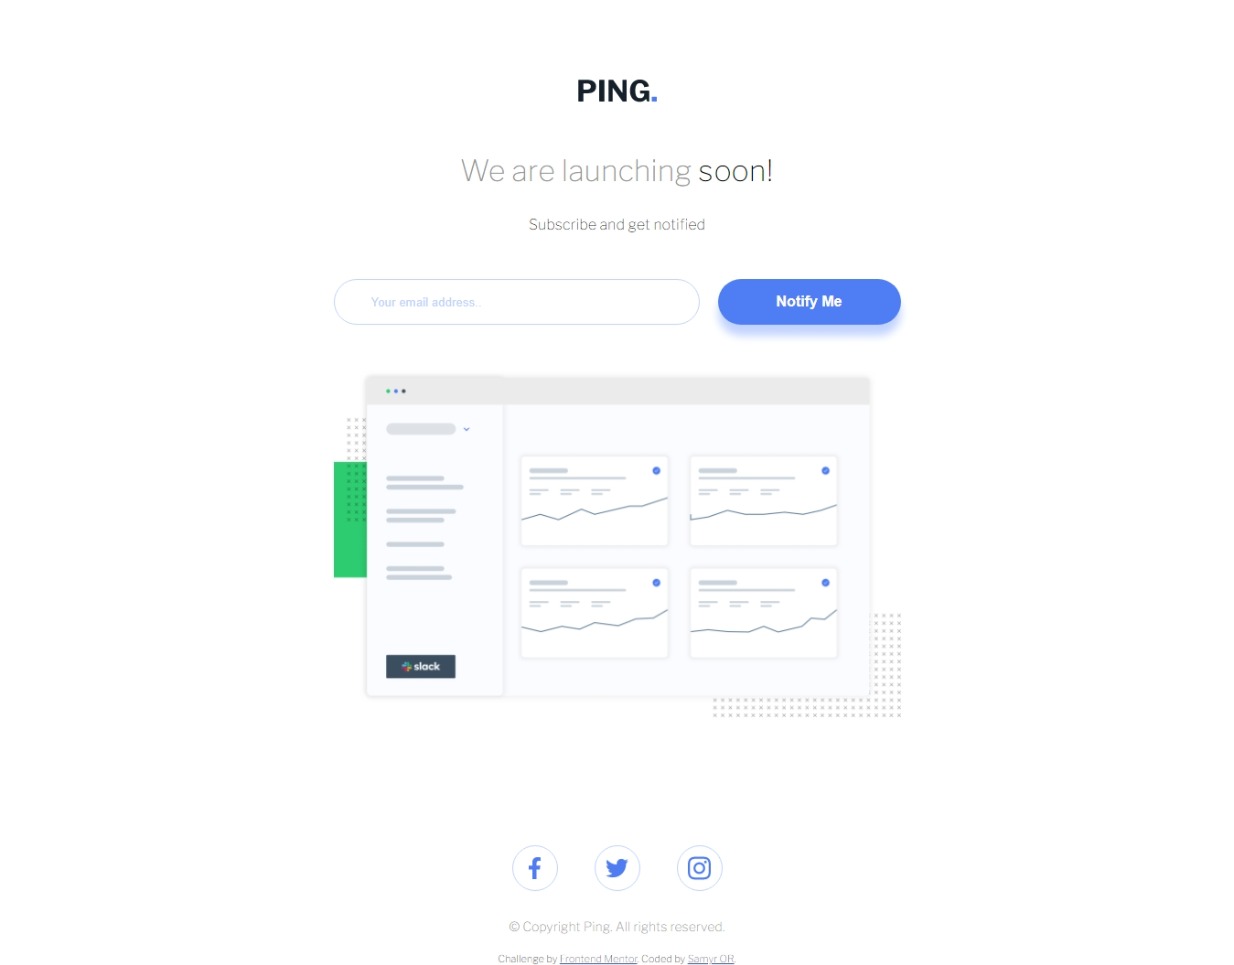 PING.
We are launching soon!
Subscribe and get notified
Your email address..
Notify Me
slack
© Copyright Ping. All rights reserved.
Challenge by Frontend Mentor. Coded by Samyr OR.